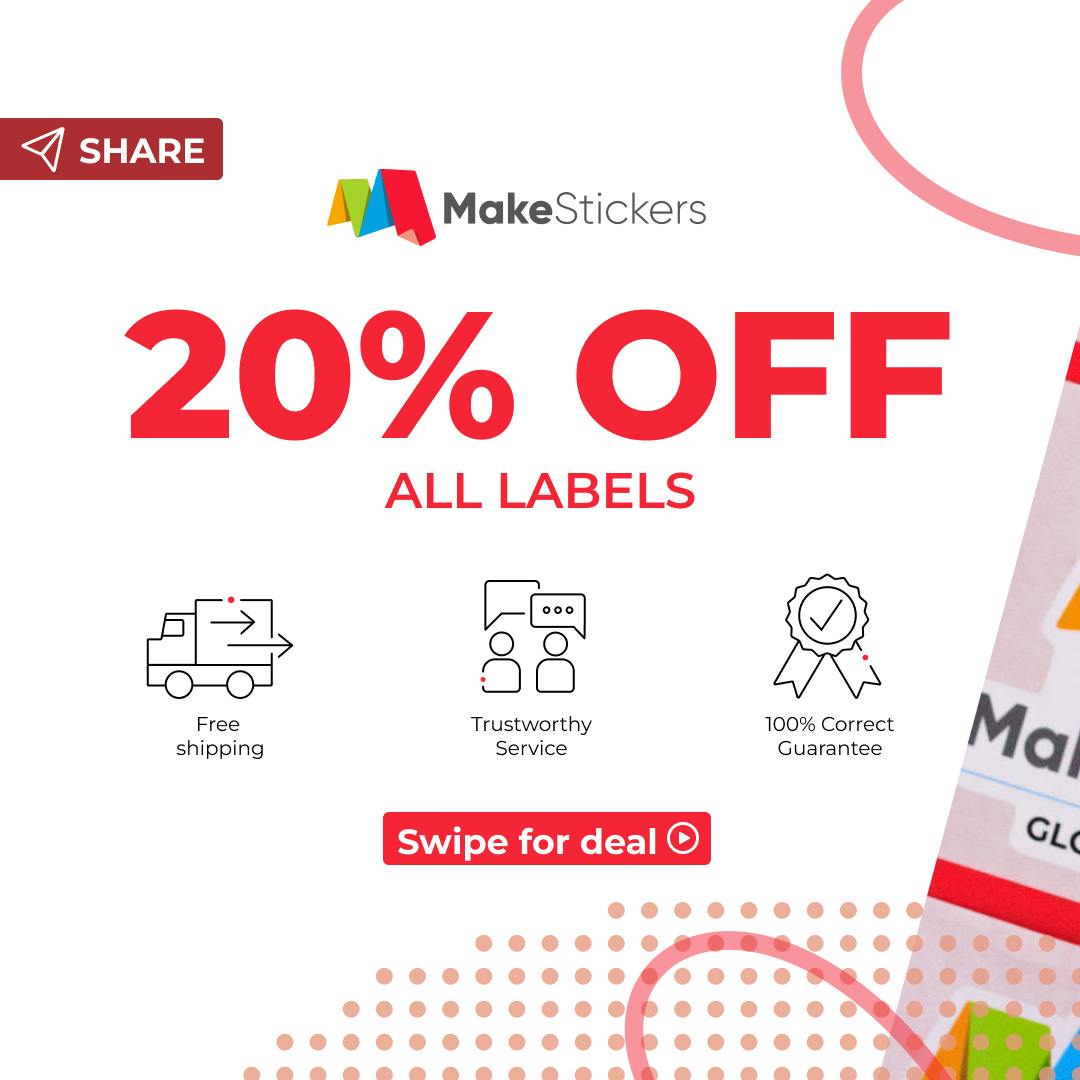 SHARE
MakeStickers
20% OFF
ALL LABELS
Free
shipping
Trustworthy
Service
100% Correct
Guarantee
Swipe for deal